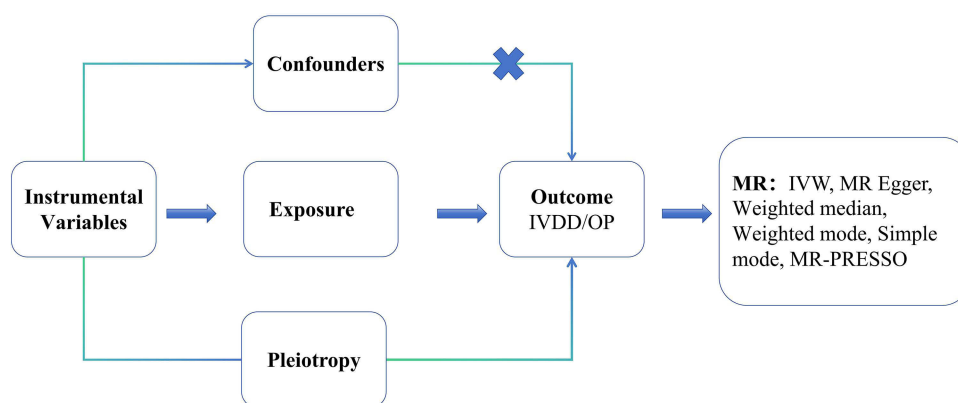 Confounders
Instrumental
Variables
Exposure
Outcome
IVDD/OP
MR： IVW, MR Egger,
Weighted median,
Weighted mode, Simple
mode, MR-PRESSO
Pleiotropy